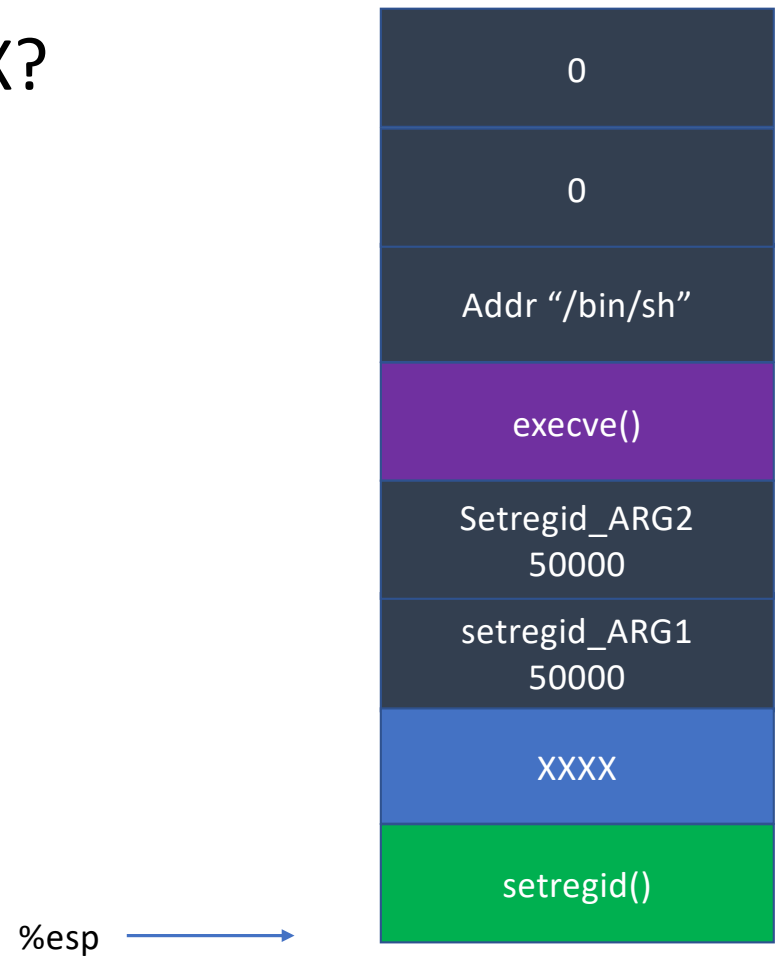 X?
0
0
Addr “/bin/sh”
execve()
Setregid_ARG2
50000
setregid_ARG1
50000
XXXX
setregid()
%esp